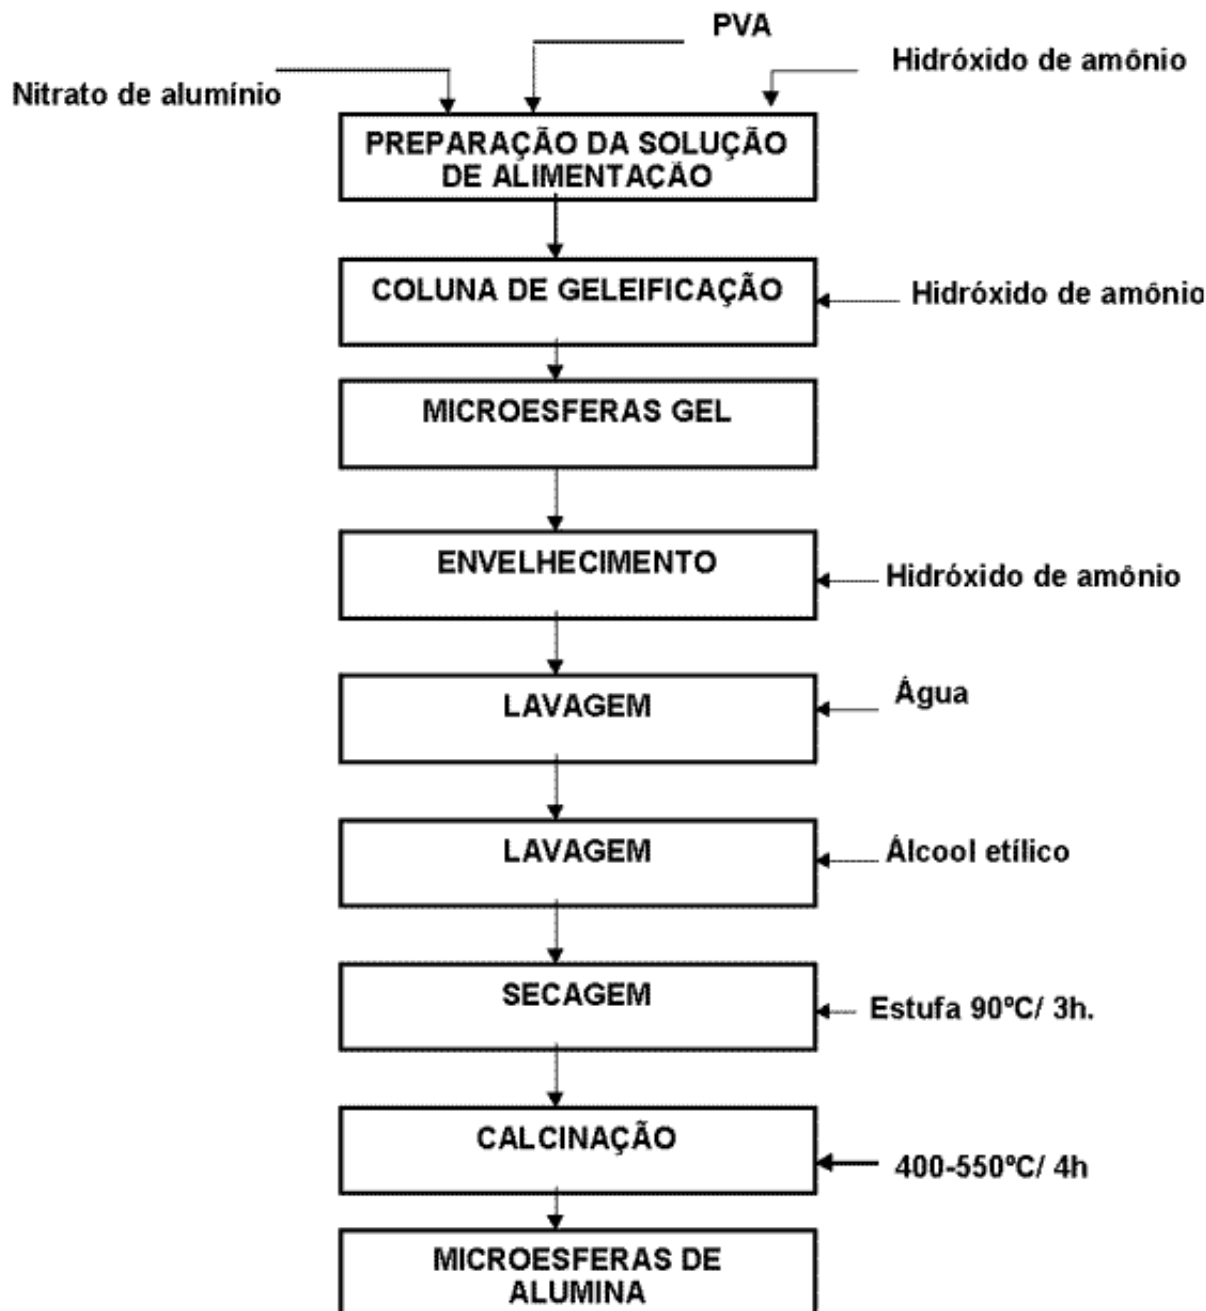 PVA
Hidróxido de amônio
Nitrato de alumínio
PREPARAÇÃO DA SOLUÇÃO
DE ALIMENTAÇÃO
COLUNA DE GELEIFICAÇÃO
Hidróxido de amônio
MICROESFERAS GEL
ENVELHECIMENTO
Hidróxido de amônio
LAVAGEM
Água
LAVAGEM
Álcool etílico
SECAGEM
Estufa 90ºC/ 3h.
CALCINAÇÃO
400-550ºC/ 4h
MICROESFERAS DE
ALUMINA